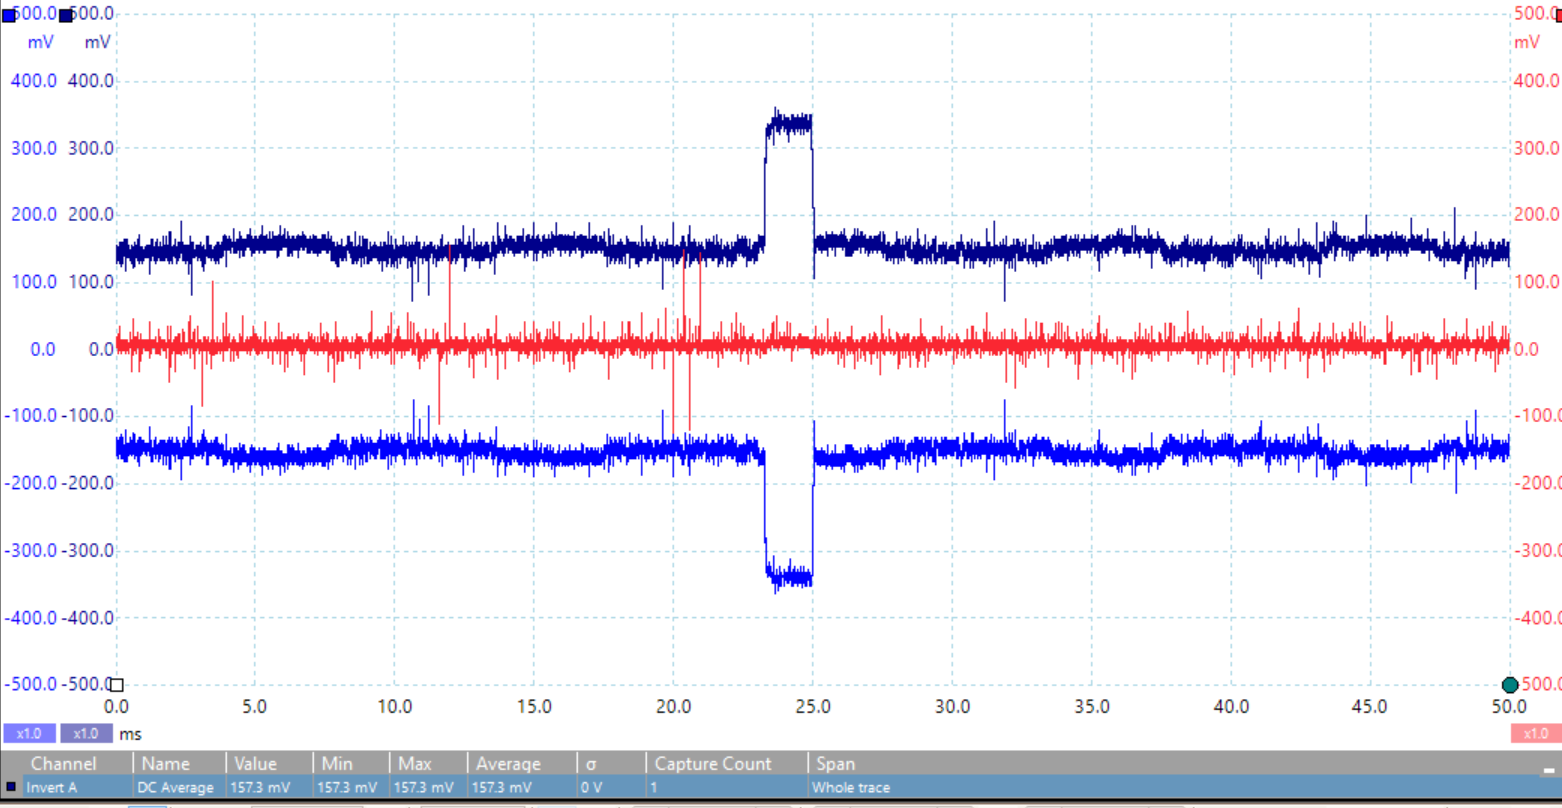 500.0 500.0 500.0
mV mV mV
400.0 400.0 400.0
300.0 300.0 300.0
200.0 200.0 200.0
100.0 100.0 100.0
0.0 0.0 0.0
-100.0 -100.0 -100.0
-200.0 -200.0 -200.0
-300.0 -300.0 -300.0
-400.0 -400.0 -400.0
-500.0 -500.0 500.0
0.0 5.0 10.0 15.0 20.0 25.0 30.0 35.0 40.0 45.0 50.0
x1.0 x1.0 ms x1.0
Channel Name Value Min Max Average σ Capture Count Span
Invert A DC Average 157.3 mV 157.3 mV 157.3 mV 157.3 mV 0 V 1 Whole trace